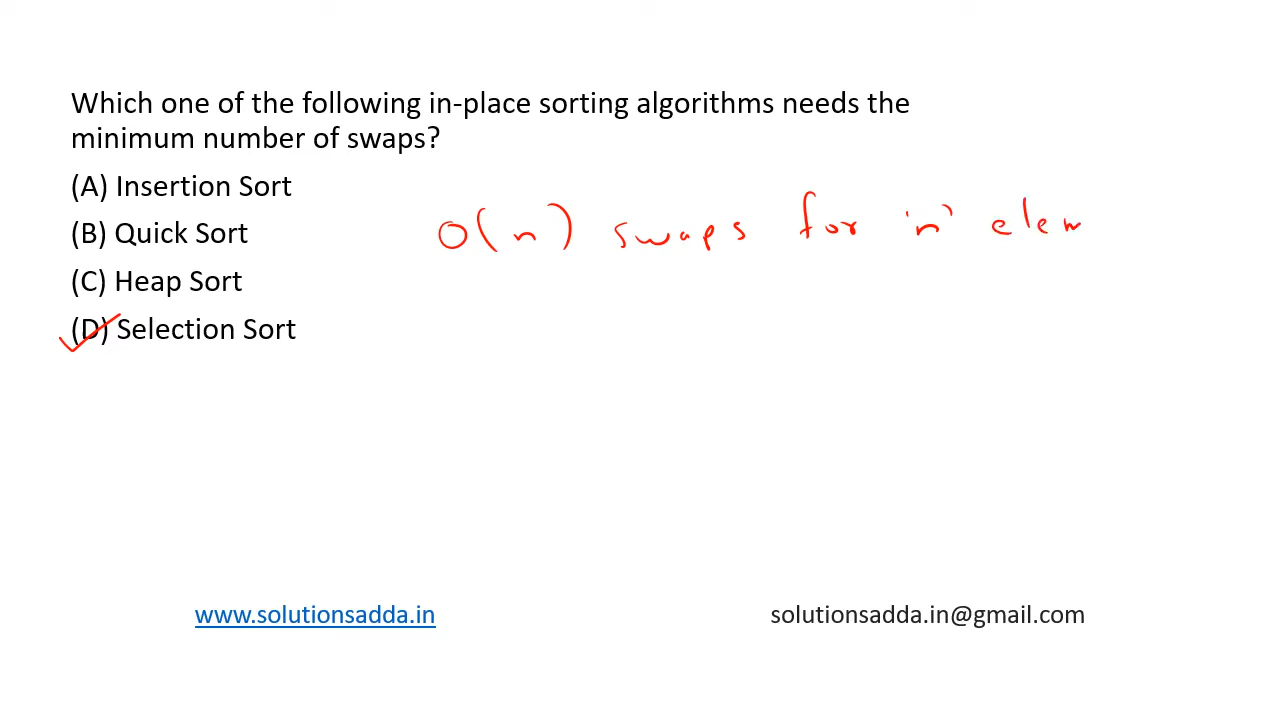 Which one of the following in-place sorting algorithms needs the
minimum number of swaps?
(A) Insertion Sort
(B) Quick Sort
O(n) swaps for 'n' elem
(C) Heap Sort
(D) Selection Sort
www.solutionsadda.in
solutionsadda.in@gmail.com